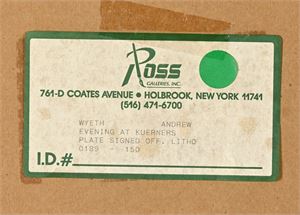 Ross
GALLERIES, INC.
761-D COATES AVENUE • HOLBROOK, NEW YORK 11741
(516) 471-6700
WYETH ANDREW
EVENING AT KUERNERS
PLATE SIGNED OFF. LITHO
0189 - 150
I.D.#